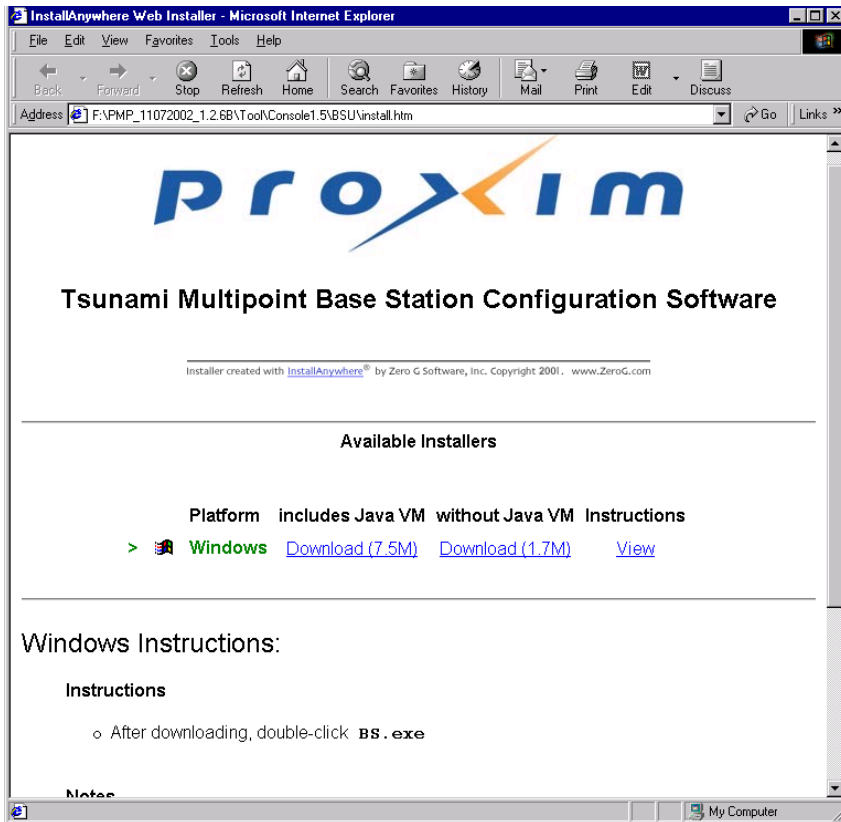 InstallAnywhere Web Installer - Microsoft Internet Explorer
File Edit View Favorites Tools Help
Back Forward Stop Refresh Home Search Favorites History Mail Print Edit Discuss
Address F:\PMP_11072002_1.2.6B\Tool\Console1.5\BSU\install.htm Go Links »
proxim
Tsunami Multipoint Base Station Configuration Software
Installer created with InstallAnywhere® by Zero G Software, Inc. Copyright 2001. www.ZeroG.com
Available Installers
Platform includes Java VM without Java VM Instructions
> Windows Download (7.5M) Download (1.7M) View
Windows Instructions:
Instructions
o After downloading, double-click BS.exe
Notes
My Computer